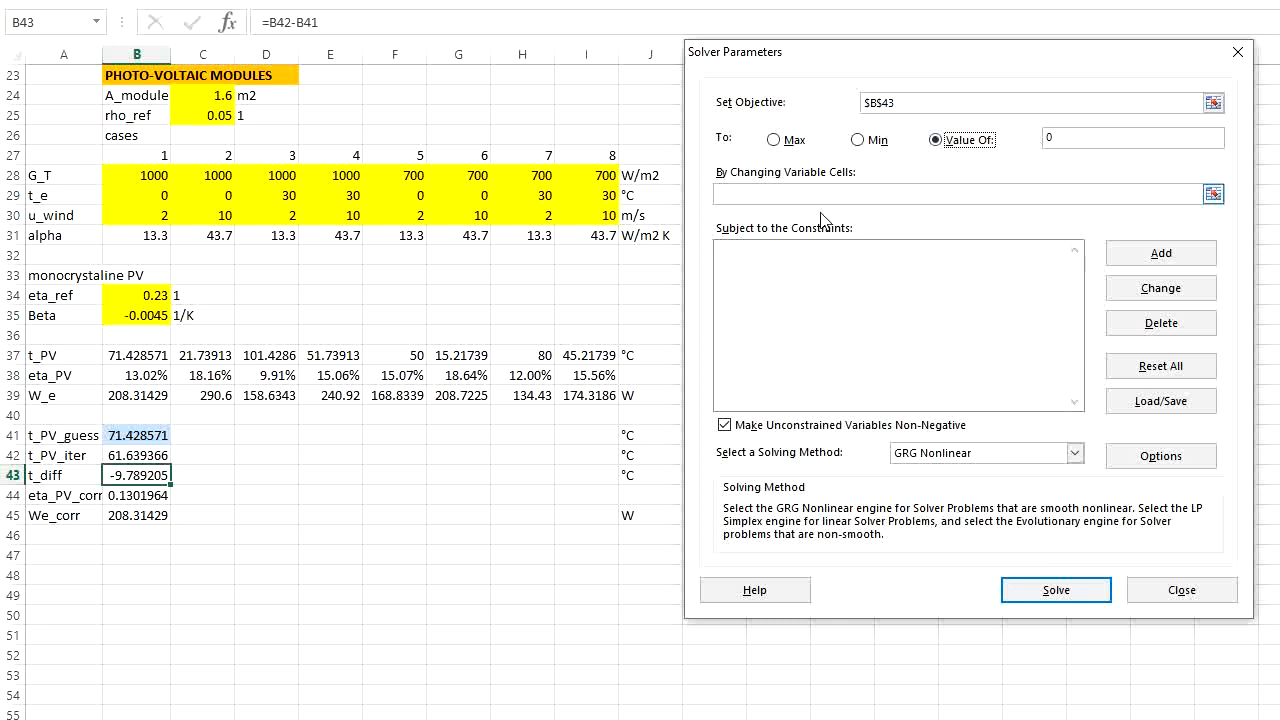 B43 fx =B42-B41
A B C D E F G H I J
23 PHOTO-VOLTAIC MODULES
24 A_module 1.6 m2
25 rho_ref 0.05 1
26 cases
27 1 2 3 4 5 6 7 8
28 G_T 1000 1000 1000 1000 700 700 700 700 W/m2
29 t_e 0 0 30 30 0 0 30 30 °C
30 u_wind 2 10 2 10 2 10 2 10 m/s
31 alpha 13.3 43.7 13.3 43.7 13.3 43.7 13.3 43.7 W/m2 K
32
33 monocrystaline PV
34 eta_ref 0.23 1
35 Beta -0.0045 1/K
36
37 t_PV 71.428571 21.73913 101.4286 51.73913 50 15.21739 80 45.21739 °C
38 eta_PV 13.02% 18.16% 9.91% 15.06% 15.07% 18.64% 12.00% 15.56%
39 W_e 208.31429 290.6 158.6343 240.92 168.8339 208.7225 134.43 174.3186 W
40
41 t_PV_guess 71.428571 °C
42 t_PV_iter 61.639366 °C
43 t_diff -9.789205 °C
44 eta_PV_corr 0.1301964
45 We_corr 208.31429 W
46
47
48
49
50
51
52
53
54
55
Solver Parameters
Set Objective: $B$43
To: Max Min Value Of: 0
By Changing Variable Cells:
Subject to the Constraints:
Add
Change
Delete
Reset All
Load/Save
Make Unconstrained Variables Non-Negative
Select a Solving Method: GRG Nonlinear Options
Solving Method
Select the GRG Nonlinear engine for Solver Problems that are smooth nonlinear. Select the LP
Simplex engine for linear Solver Problems, and select the Evolutionary engine for Solver
problems that are non-smooth.
Help Solve Close